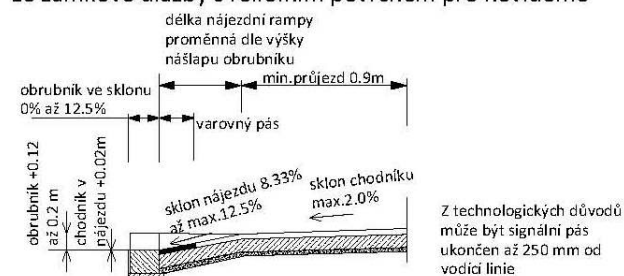 délka nájezdní rampy
proměnná dle výšky
nášlapu obrubníku
min.průjezd 0.9m
obrubník ve sklonu
0% až 12.5%
varovný pás
obrubník +0.12
až 0.2 m
chodník v
nájezdu +0.02m
sklon nájezdu 8.33%
až max.12.5%
sklon chodníku
max.2.0%
Z technologických důvodů
může být signální pás
ukončen až 250 mm od
vodící linie